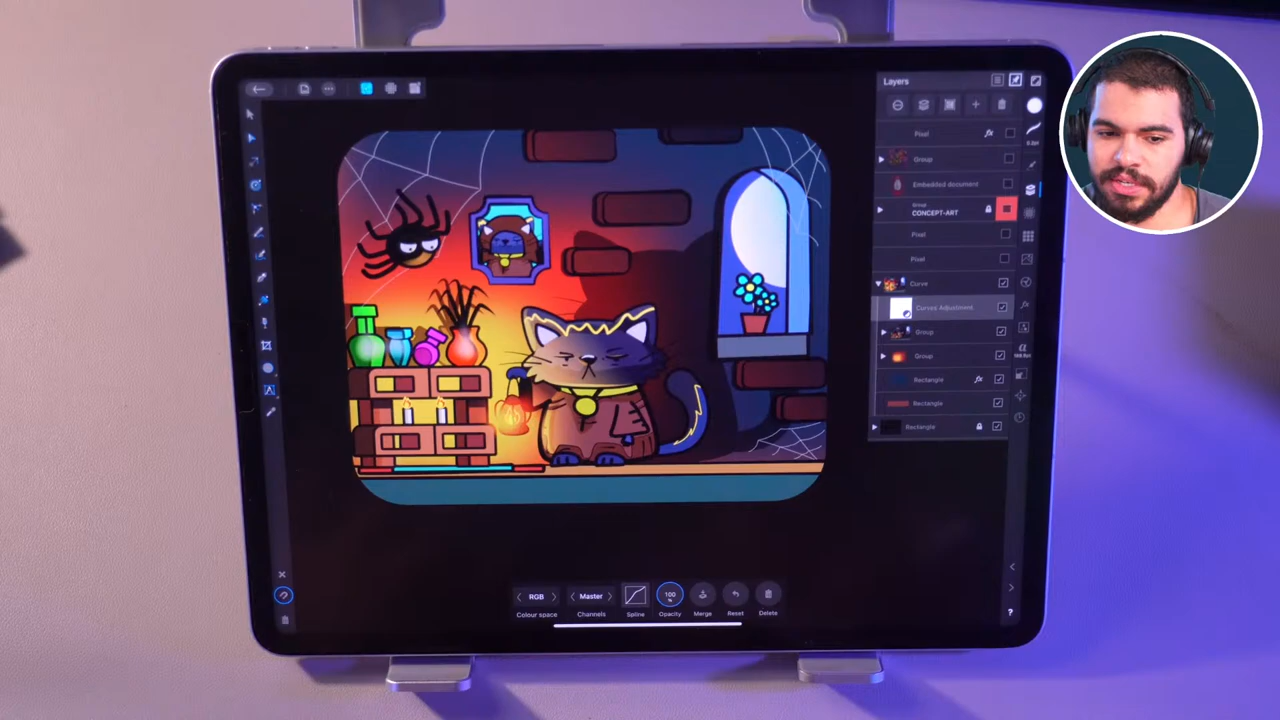 Layers
Pixel
Group
Embedded document
Group
CONCEPT-ART
Pixel
Pixel
Curve
Curves Adjustment
Group
Group
Rectangle
Rectangle
Rectangle
RGB
Master
100
%
Colour space
Channels
Spline
Opacity
Merge
Reset
Delete
?